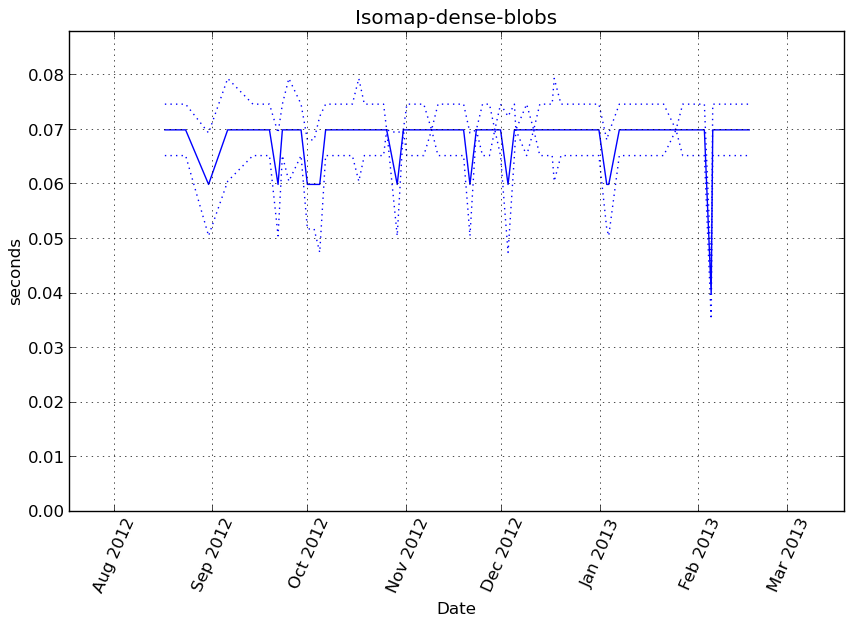 Isomap-dense-blobs
0.08
0.07
0.06
0.05
0.04
0.03
0.02
0.01
0.00
seconds
Aug 2012
Sep 2012
Oct 2012
Nov 2012
Dec 2012
Jan 2013
Feb 2013
Mar 2013
Date